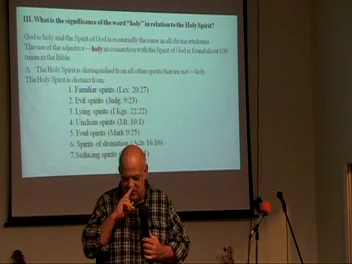 III. What is the significance of the word "holy" in relation to the Holy Spirit?
God is holy and the Spirit of God is essentially the same in all divine attributes.
The use of the adjective—holy in connection with the Spirit of God is found about 100
times in the Bible.
A. The Holy Spirit is distinguished from all other spirits that are not—holy.
The Holy Spirit is distinct from:
1. Familiar spirits (Lev. 20:27)
2. Evil spirits (Judg. 9:23)
3. Lying spirits (I Kgs. 22:22)
4. Unclean spirits (Mt. 10:1)
5. Foul spirits (Mark 9:25)
6. Spirits of divination (Acts 16:16)
7. Seducing spirits